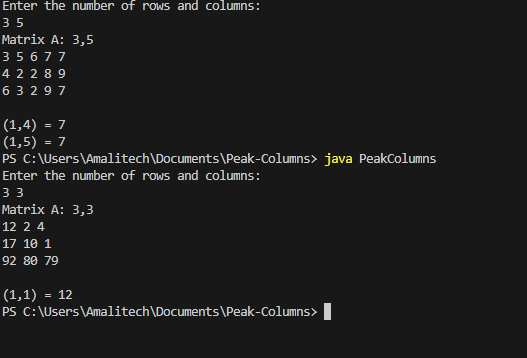 Enter the number of rows and columns:
3 5
Matrix A: 3,5
3 5 6 7 7
4 2 2 8 9
6 3 2 9 7
(1,4) = 7
(1,5) = 7
PS C:\Users\Amalitech\Documents\Peak-Columns> java PeakColumns
Enter the number of rows and columns:
3 3
Matrix A: 3,3
12 2 4
17 10 1
92 80 79
(1,1) = 12
PS C:\Users\Amalitech\Documents\Peak-Columns>